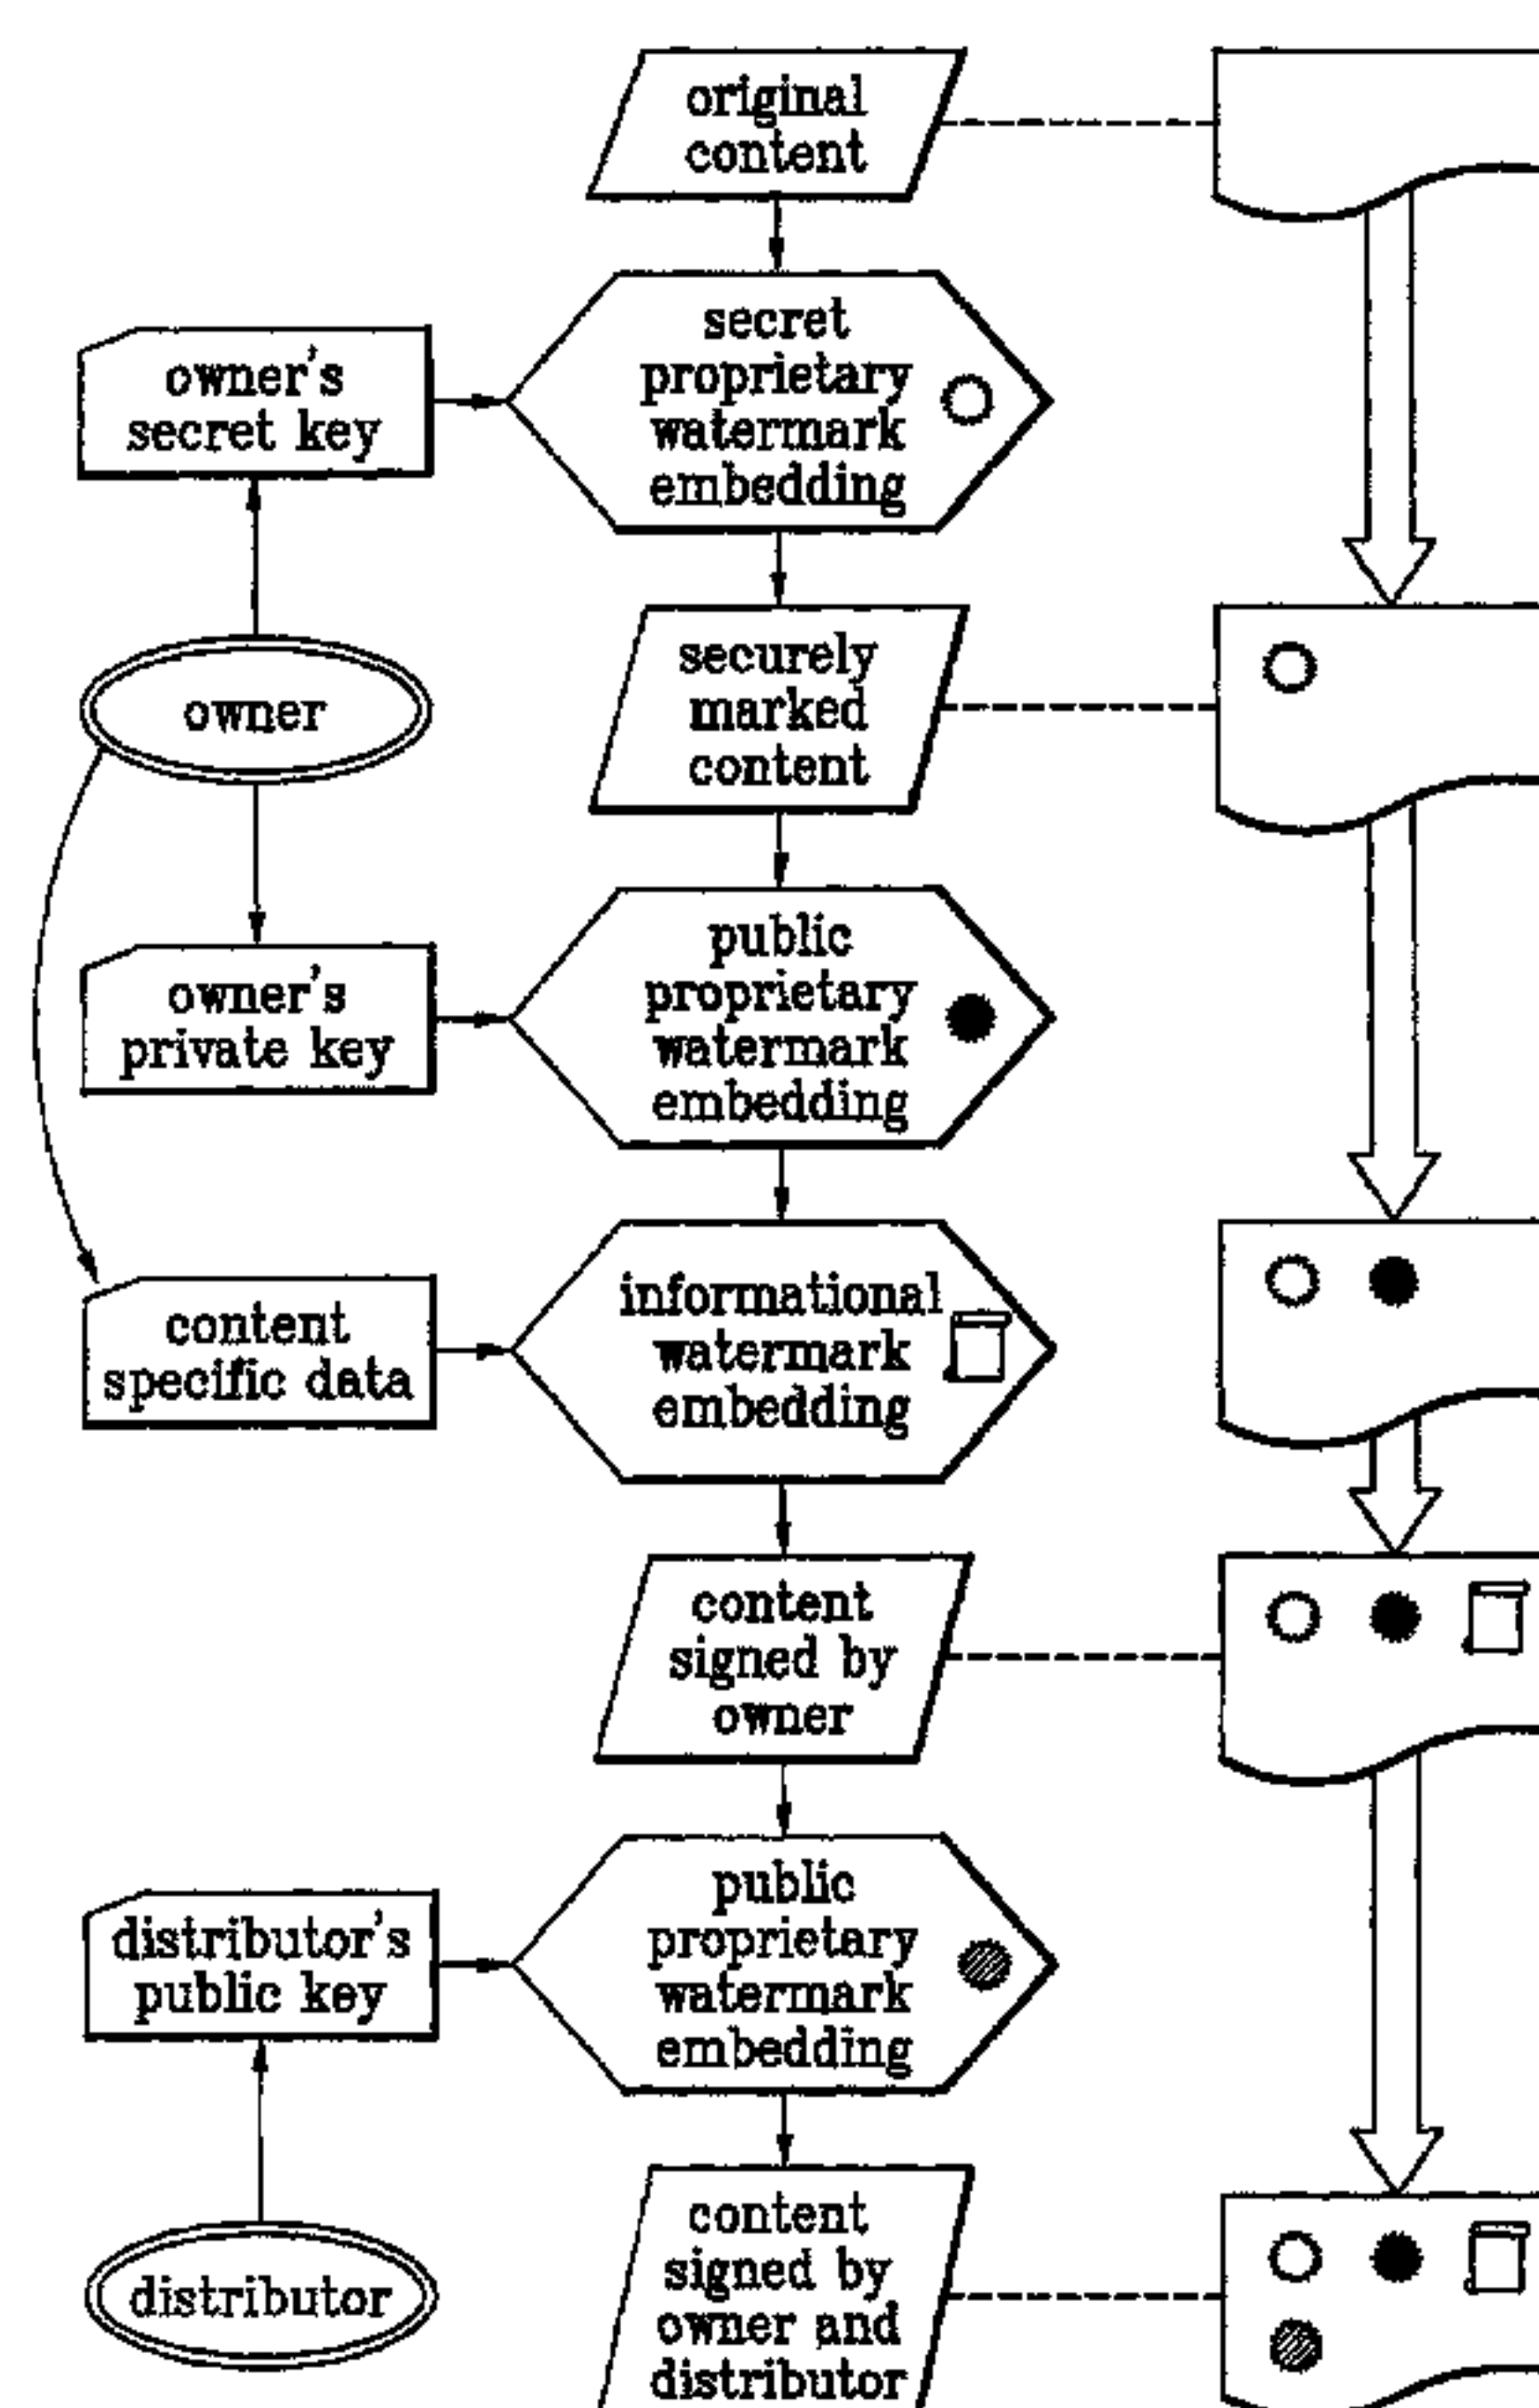 original
content
secret
proprietary
watermark
embedding
owner's
secret key
securely
marked
content
owner
public
proprietary
watermark
embedding
owner's
private key
informational
watermark
embedding
content
specific data
content
signed by
owner
public
proprietary
watermark
embedding
distributor's
public key
content
signed by
owner and
distributor
distributor